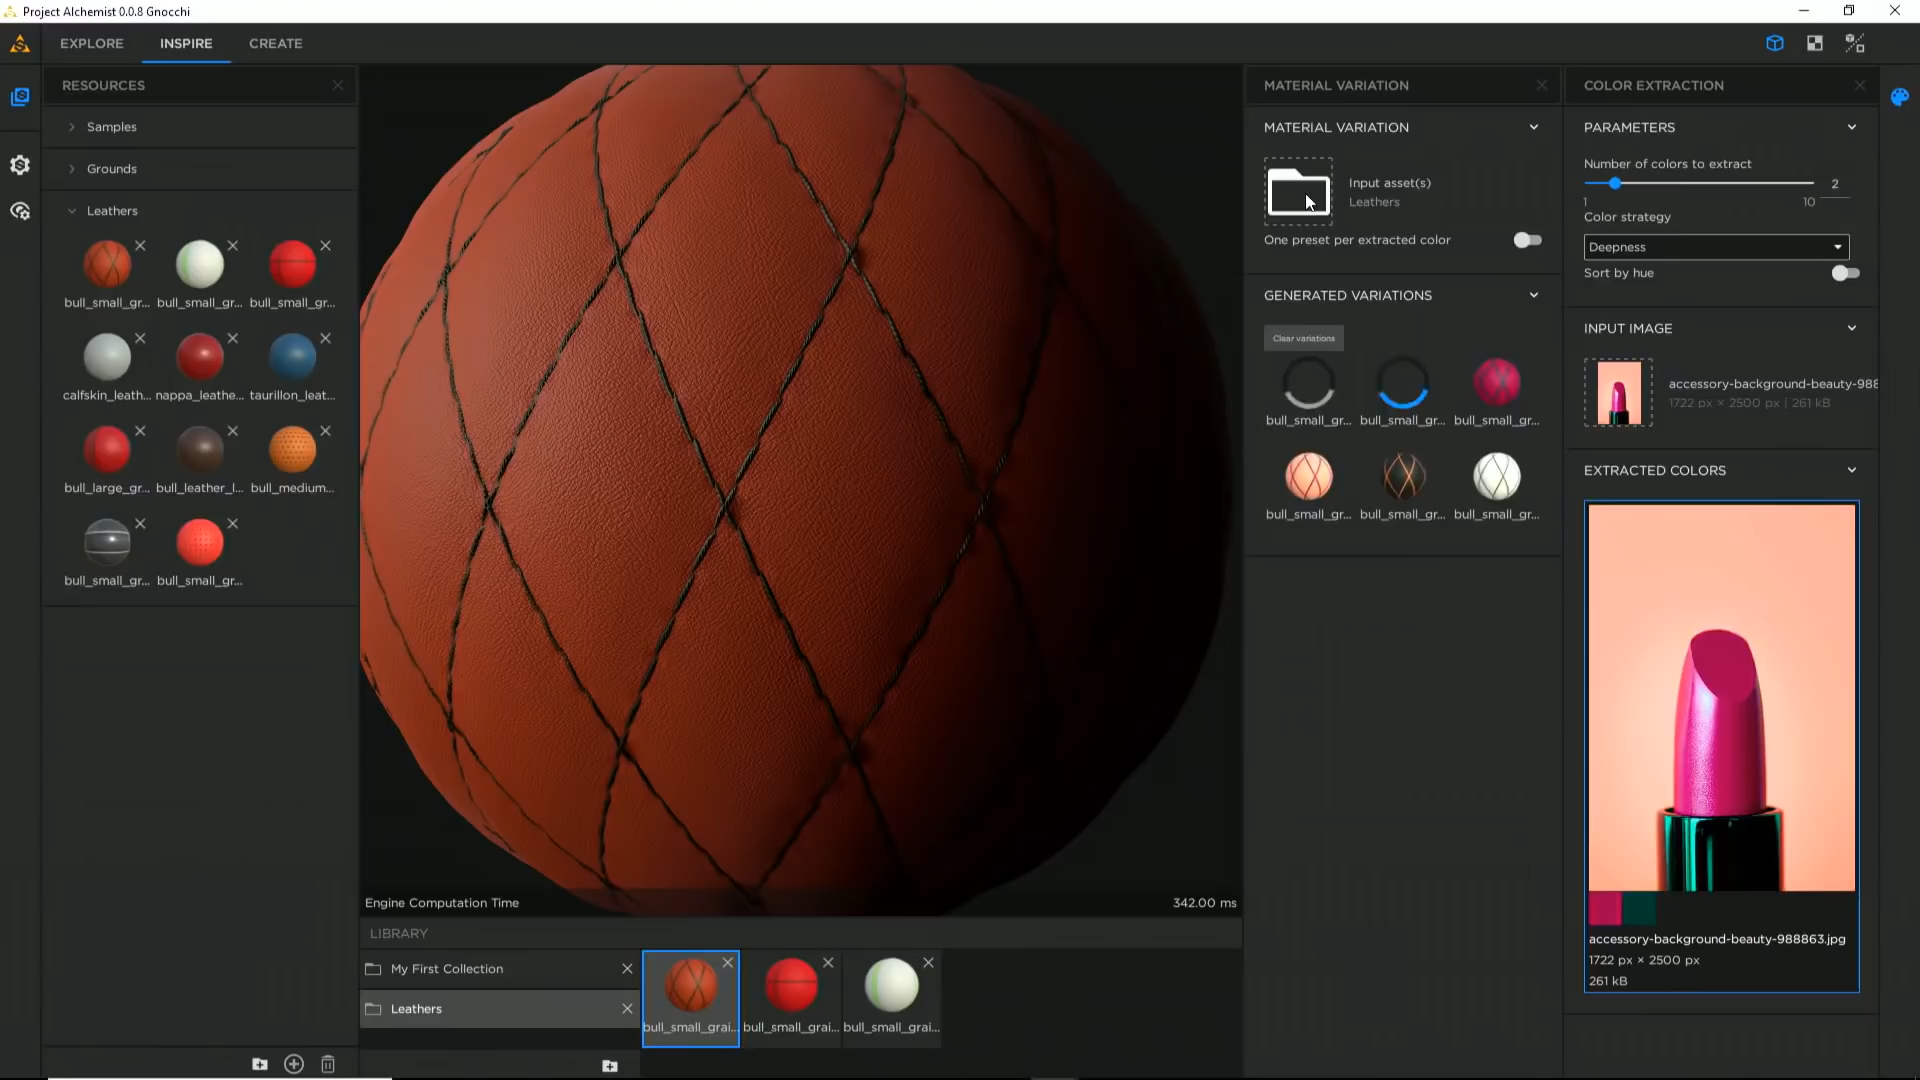 Project Alchemist 0.0.8 Gnocchi
EXPLORE
INSPIRE
CREATE
RESOURCES
Samples
Grounds
Leathers
bull_small_gr...
bull_small_gr...
bull_small_gr...
calfskin_leath...
nappa_leathe...
taurillon_leat...
bull_large_gr...
bull_leather_l...
bull_medium...
bull_small_gr...
bull_small_gr...
Engine Computation Time
342.00 ms
LIBRARY
My First Collection
Leathers
bull_small_grai...
bull_small_grai...
bull_small_grai...
MATERIAL VARIATION
MATERIAL VARIATION
Input asset(s)
Leathers
One preset per extracted color
GENERATED VARIATIONS
Clear variations
bull_small_gr...
bull_small_gr...
bull_small_gr...
bull_small_gr...
bull_small_gr...
bull_small_gr...
COLOR EXTRACTION
PARAMETERS
Number of colors to extract
2
1
10
Color strategy
Deepness
Sort by hue
INPUT IMAGE
accessory-background-beauty-988
1722 px × 2500 px | 261 kB
EXTRACTED COLORS
accessory-background-beauty-988863.jpg
1722 px × 2500 px
261 kB